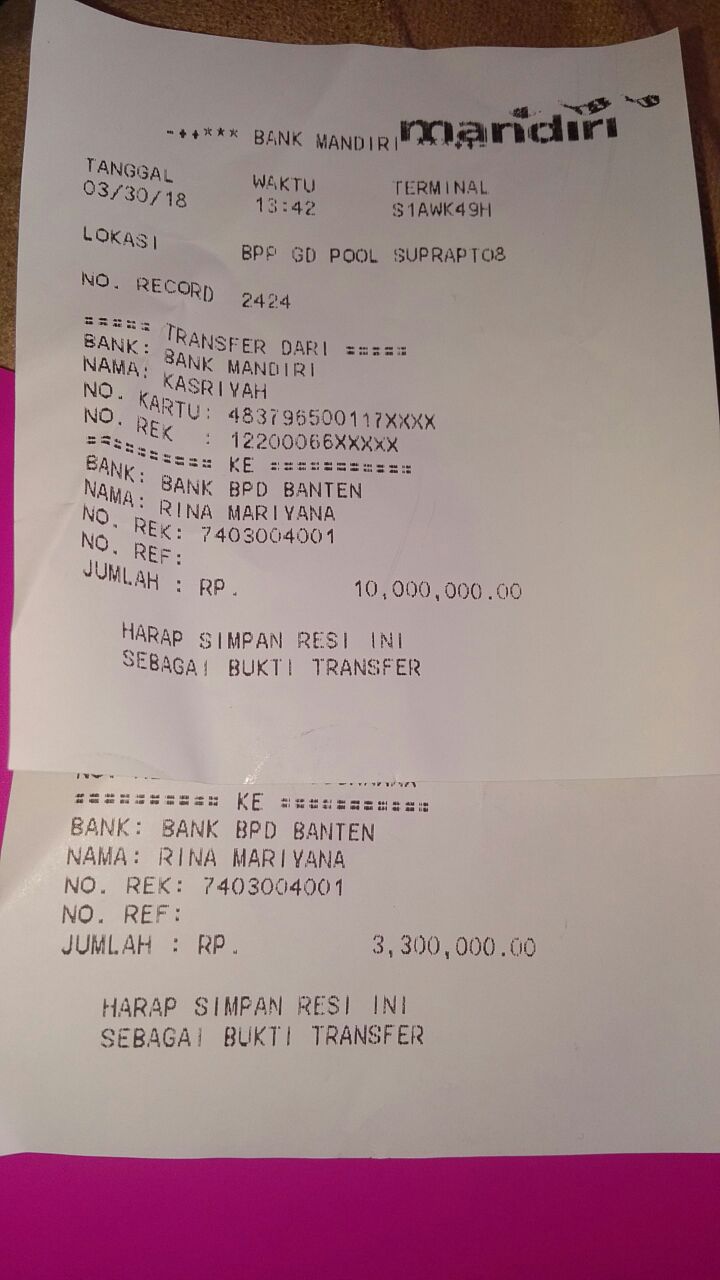 -++*** BANK MANDIRI mandiri
TANGGAL WAKTU TERMINAL
03/30/18 13:42 S1AWK49H
LOKASI BPP GD POOL SUPRAPTO8
NO. RECORD 2424
===== TRANSFER DARI =====
BANK: BANK MANDIRI
NAMA: KASRIYAH
NO. KARTU: 483796500117XXXX
NO. REK : 12200066XXXXX
========== KE ===========
BANK: BANK BPD BANTEN
NAMA: RINA MARIYANA
NO. REK: 7403004001
NO. REF:
JUMLAH : RP. 10,000,000.00
HARAP SIMPAN RESI INI
SEBAGAI BUKTI TRANSFER
========== KE ===========
BANK: BANK BPD BANTEN
NAMA: RINA MARIYANA
NO. REK: 7403004001
NO. REF:
JUMLAH : RP. 3,300,000.00
HARAP SIMPAN RESI INI
SEBAGAI BUKTI TRANSFER